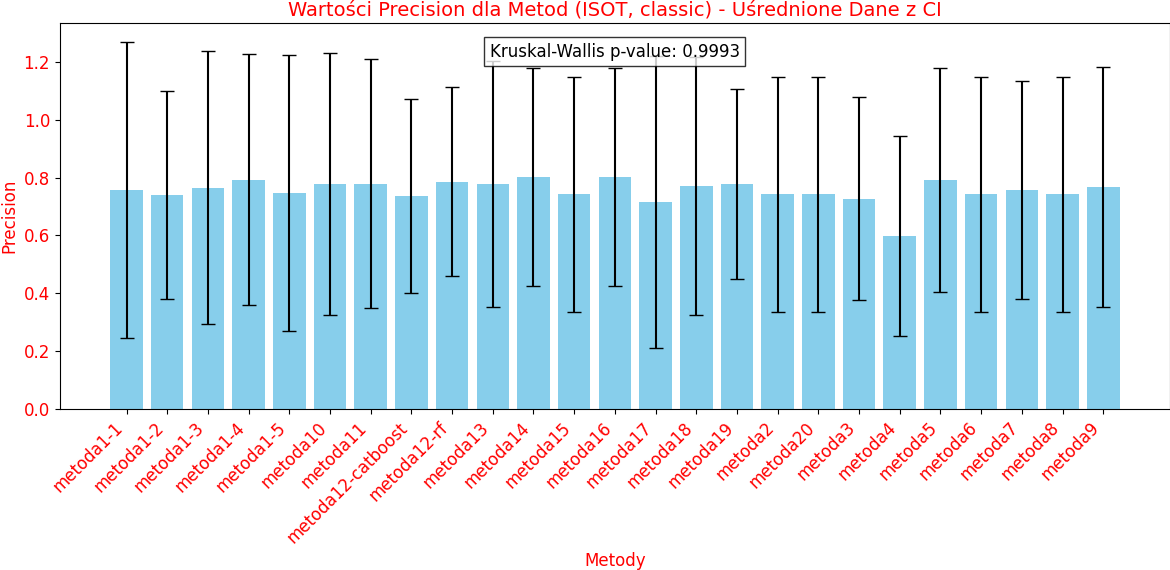 Wartości Precision dla Metod (ISOT, classic) - Uśrednione Dane z CI
Kruskal-Wallis p-value: 0.9993
Precision
1.2
1.0
0.8
0.6
0.4
0.2
0.0
metoda1-1
metoda1-2
metoda1-3
metoda1-4
metoda1-5
metoda10
metoda11
metoda12-catboost
metoda12-rf
metoda13
metoda14
metoda15
metoda16
metoda17
metoda18
metoda19
metoda2
metoda20
metoda3
metoda4
metoda5
metoda6
metoda7
metoda8
metoda9
Metody